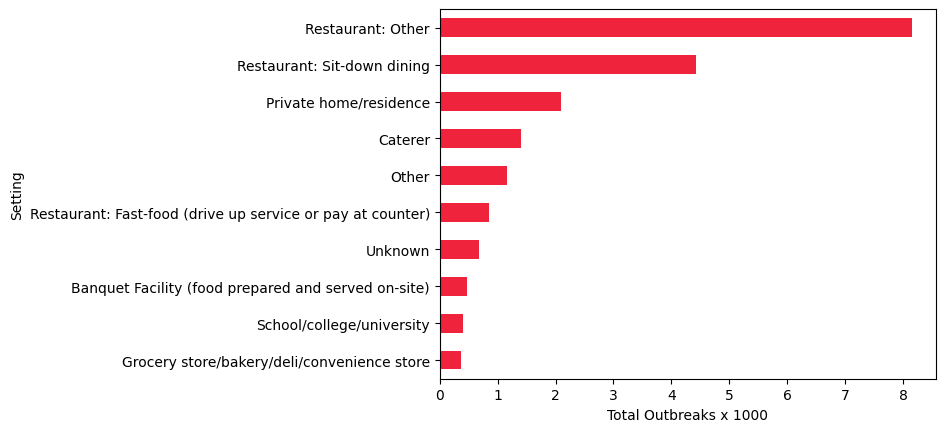 Restaurant: Other
Restaurant: Sit-down dining
Private home/residence
Caterer
Other
Restaurant: Fast-food (drive up service or pay at counter)
Unknown
Banquet Facility (food prepared and served on-site)
School/college/university
Grocery store/bakery/deli/convenience store
Setting
0 1 2 3 4 5 6 7 8
Total Outbreaks x 1000